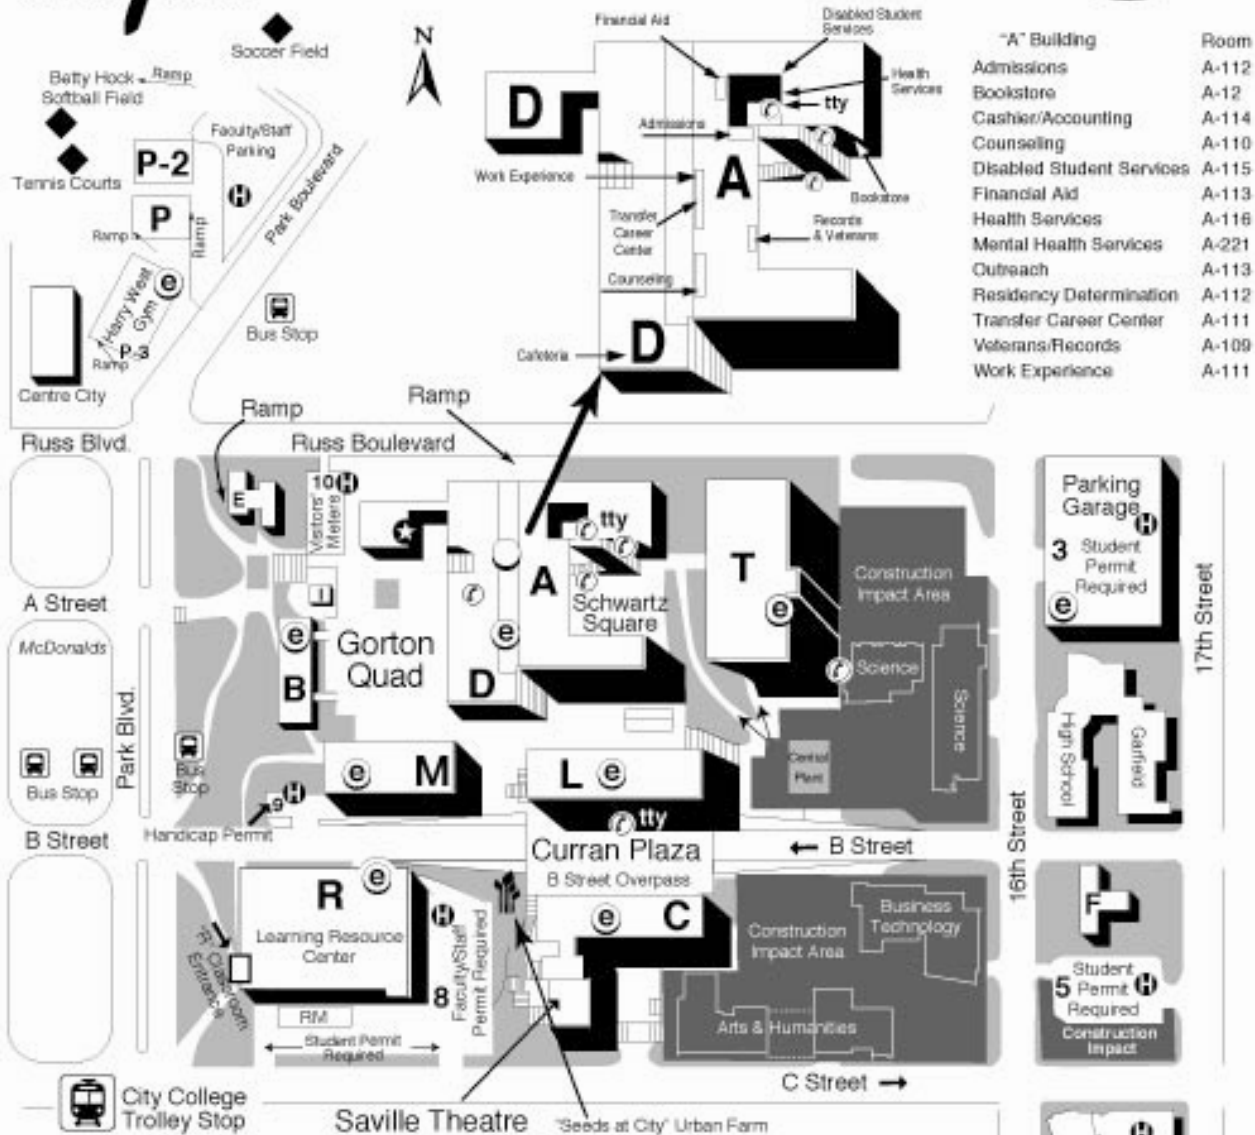 Soccer Field
N
Betty Hock
Softball Field
Ramp
Tennis Courts
P-2
Faculty/Staff
Parking
H
P
Ramp
Ramp
Park Boulevard
Harry West
Gym
e
P-3
Ramp
Centre City
Bus Stop
Financial Aid
Disabled Student
Services
Health
Services
tty
D
Admissions
A
Work Experience
Bookstore
Transfer
Career
Center
Records
& Veterans
Counseling
Cafeteria
D
"A" Building Room
Admissions A-112
Bookstore A-12
Cashier/Accounting A-114
Counseling A-110
Disabled Student Services A-115
Financial Aid A-113
Health Services A-116
Mental Health Services A-221
Outreach A-113
Residency Determination A-112
Transfer Career Center A-111
Veterans/Records A-109
Work Experience A-111
Ramp
Ramp
Russ Blvd.
Russ Boulevard
E
10 H
Visitors'
Meters
tty
A
T
e
Construction
Impact Area
Parking
Garage H
3 Student
Permit
Required
e
17th Street
A Street
I
Schwartz
Square
McDonalds
e
B
Gorton
Quad
e
D
Science
Science
Park Blvd.
Bus Stop
Bus
Stop
e M
L e
Central
Plant
High School
Garfield
9 H
Handicap Permit
tty
B Street
Curran Plaza
B Street Overpass
← B Street
16th Street
R e
Learning Resource
Center
"R" Classroom
Entrance
H
8
Faculty/Staff
Permit Required
e C
Construction
Impact Area
Business
Technology
F
5 Student
Permit
Required
H
Construction
Impact
RM
Student Permit
Required
Arts & Humanities
C Street →
City College
Trolley Stop
Saville Theatre
"Seeds at City" Urban Farm
H